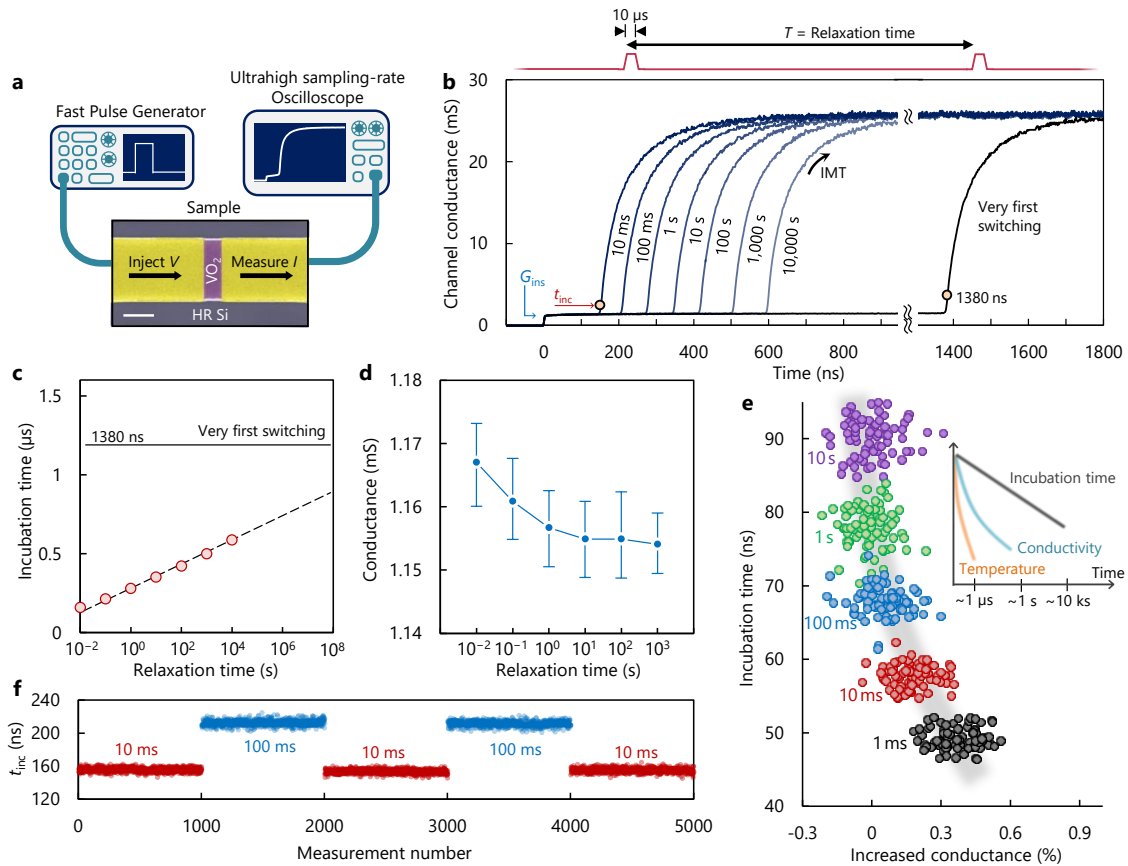 a
Fast Pulse Generator
Ultrahigh sampling-rate
Oscilloscope
Sample
Inject V
VO2
Measure I
HR Si
10 µs
T = Relaxation time
b
Channel conductance (mS)
30
20
10
0
Gins
tinc
10 ms
100 ms
1 s
10 s
100 s
1,000 s
10,000 s
IMT
Very first
switching
1380 ns
0 200 400 600 800 1400 1600 1800
Time (ns)
c
Incubation time (µs)
1.5
1
0.5
0
1380 ns
Very first switching
10−2 100 102 104 106 108
Relaxation time (s)
d
Conductance (mS)
1.18
1.17
1.16
1.15
1.14
10−2 10−1 100 101 102 103
Relaxation time (s)
e
Incubation time (ns)
90
80
70
60
50
40
10 s
1 s
100 ms
10 ms
1 ms
Incubation time
Conductivity
Temperature
Time
~1 µs ~1 s ~10 ks
-0.3 0 0.3 0.6 0.9
Increased conductance (%)
f
tinc (ns)
240
200
160
120
10 ms
100 ms
10 ms
100 ms
10 ms
0 1000 2000 3000 4000 5000
Measurement number